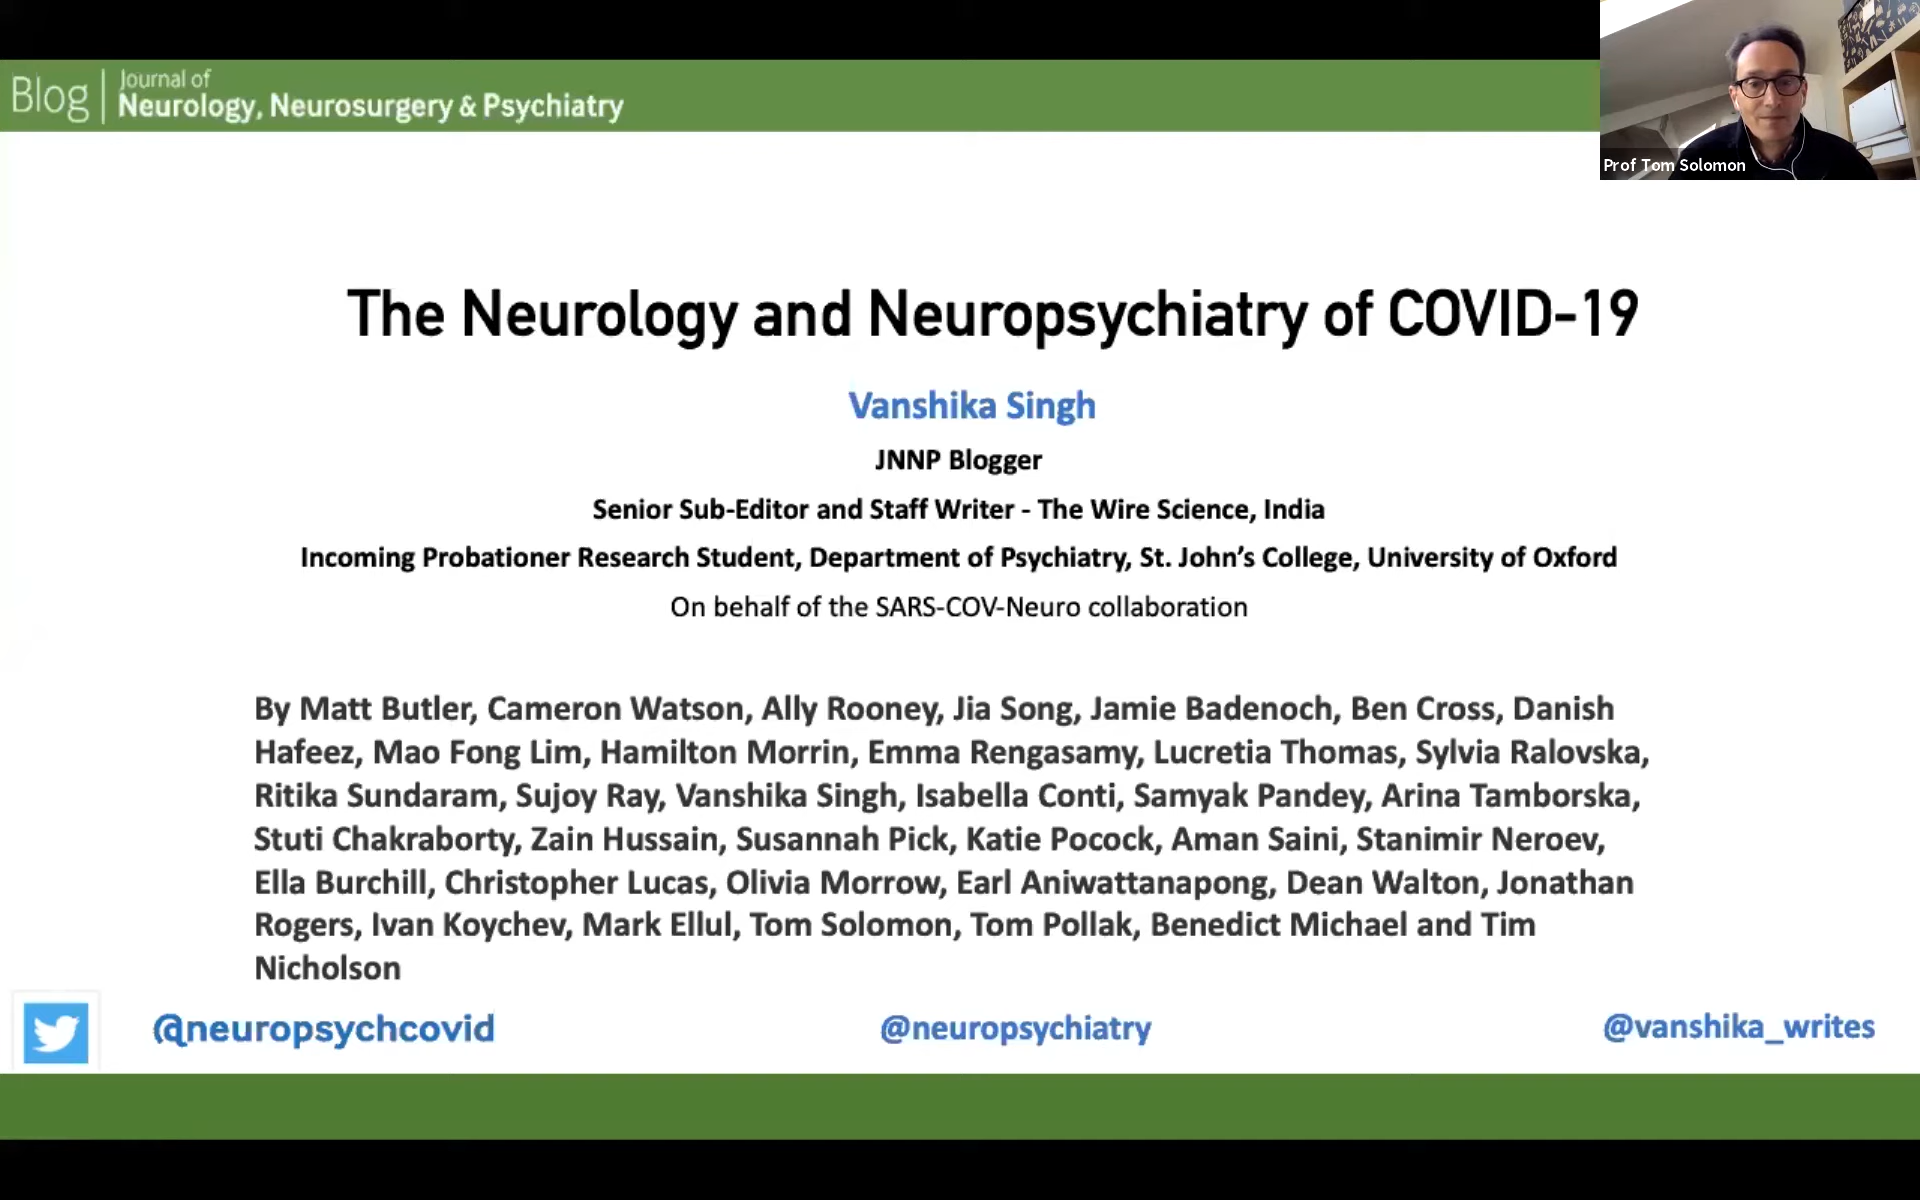 Blog
Journal of
Neurology, Neurosurgery & Psychiatry
Prof Tom Solomon
The Neurology and Neuropsychiatry of COVID-19
Vanshika Singh
JNNP Blogger
Senior Sub-Editor and Staff Writer - The Wire Science, India
Incoming Probationer Research Student, Department of Psychiatry, St. John's College, University of Oxford
On behalf of the SARS-COV-Neuro collaboration
By Matt Butler, Cameron Watson, Ally Rooney, Jia Song, Jamie Badenoch, Ben Cross, Danish
Hafeez, Mao Fong Lim, Hamilton Morrin, Emma Rengasamy, Lucretia Thomas, Sylvia Ralovska,
Ritika Sundaram, Sujoy Ray, Vanshika Singh, Isabella Conti, Samyak Pandey, Arina Tamborska,
Stuti Chakraborty, Zain Hussain, Susannah Pick, Katie Pocock, Aman Saini, Stanimir Neroev,
Ella Burchill, Christopher Lucas, Olivia Morrow, Earl Aniwattanapong, Dean Walton, Jonathan
Rogers, Ivan Koychev, Mark Ellul, Tom Solomon, Tom Pollak, Benedict Michael and Tim
Nicholson
@neuropsychcovid
@neuropsychiatry
@vanshika_writes